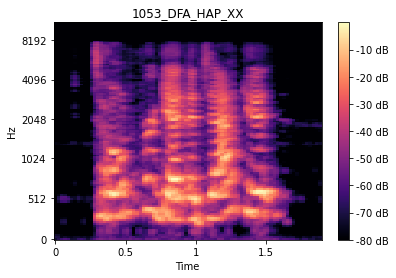 1053_DFA_HAP_XX
8192
4096
2048
1024
512
0
Hz
0
0.5
1
1.5
Time
-10 dB
-20 dB
-30 dB
-40 dB
-50 dB
-60 dB
-70 dB
-80 dB